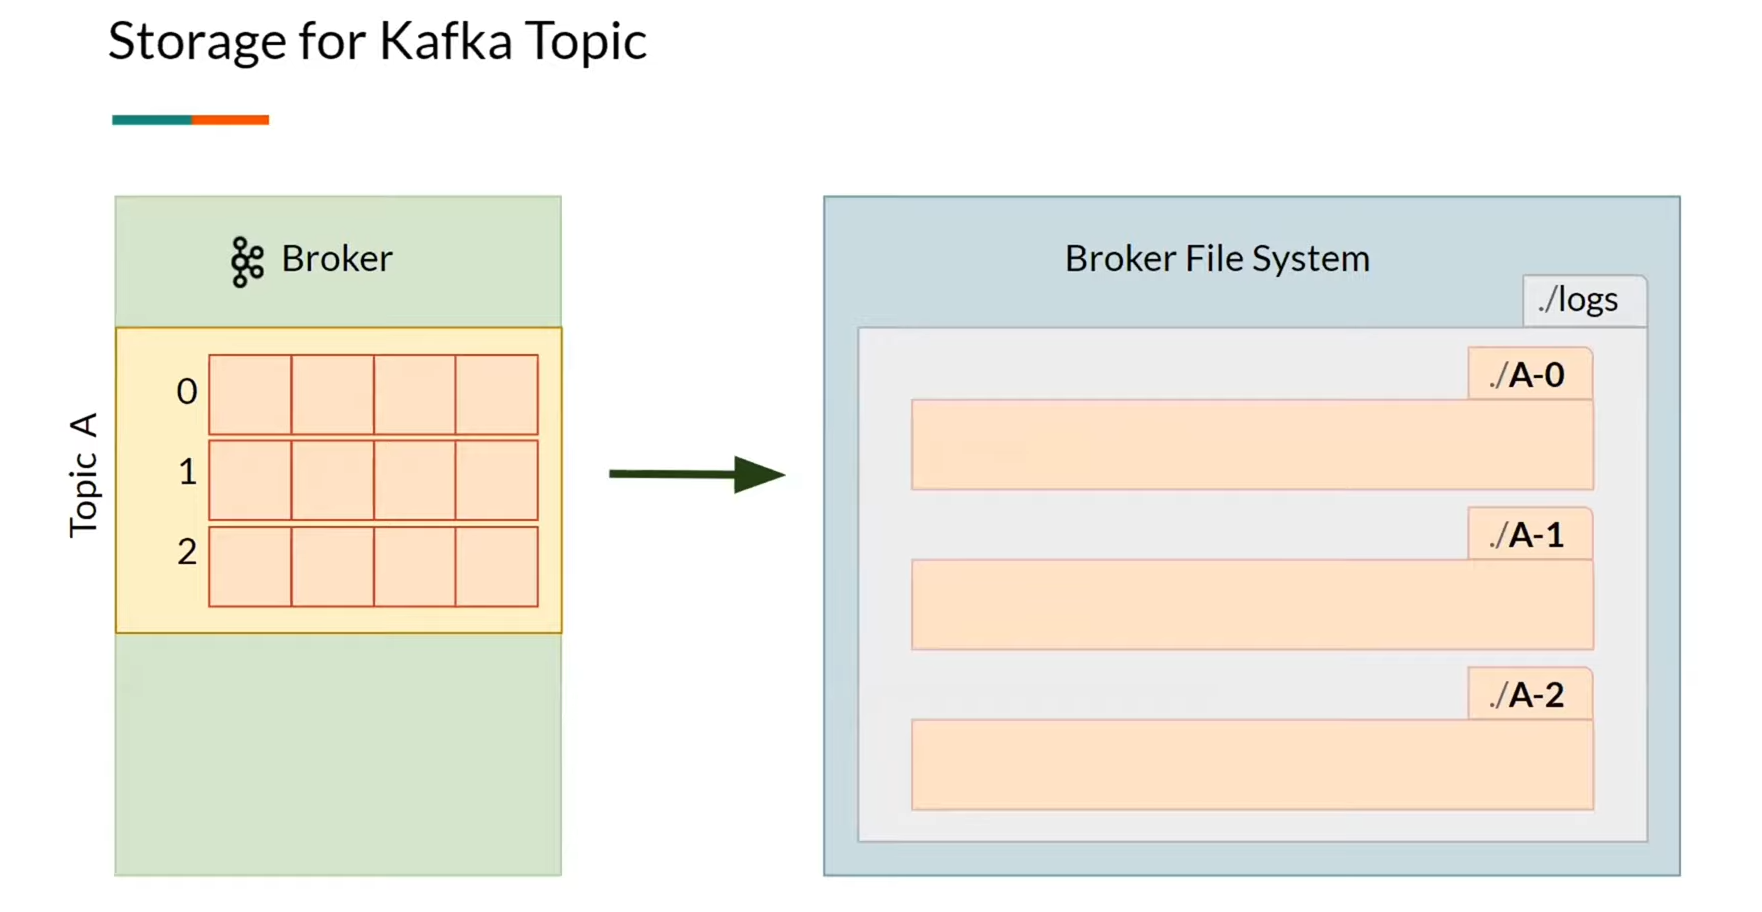 Storage for Kafka Topic
Broker
Topic A
0
1
2
Broker File System
./logs
./A-0
./A-1
./A-2